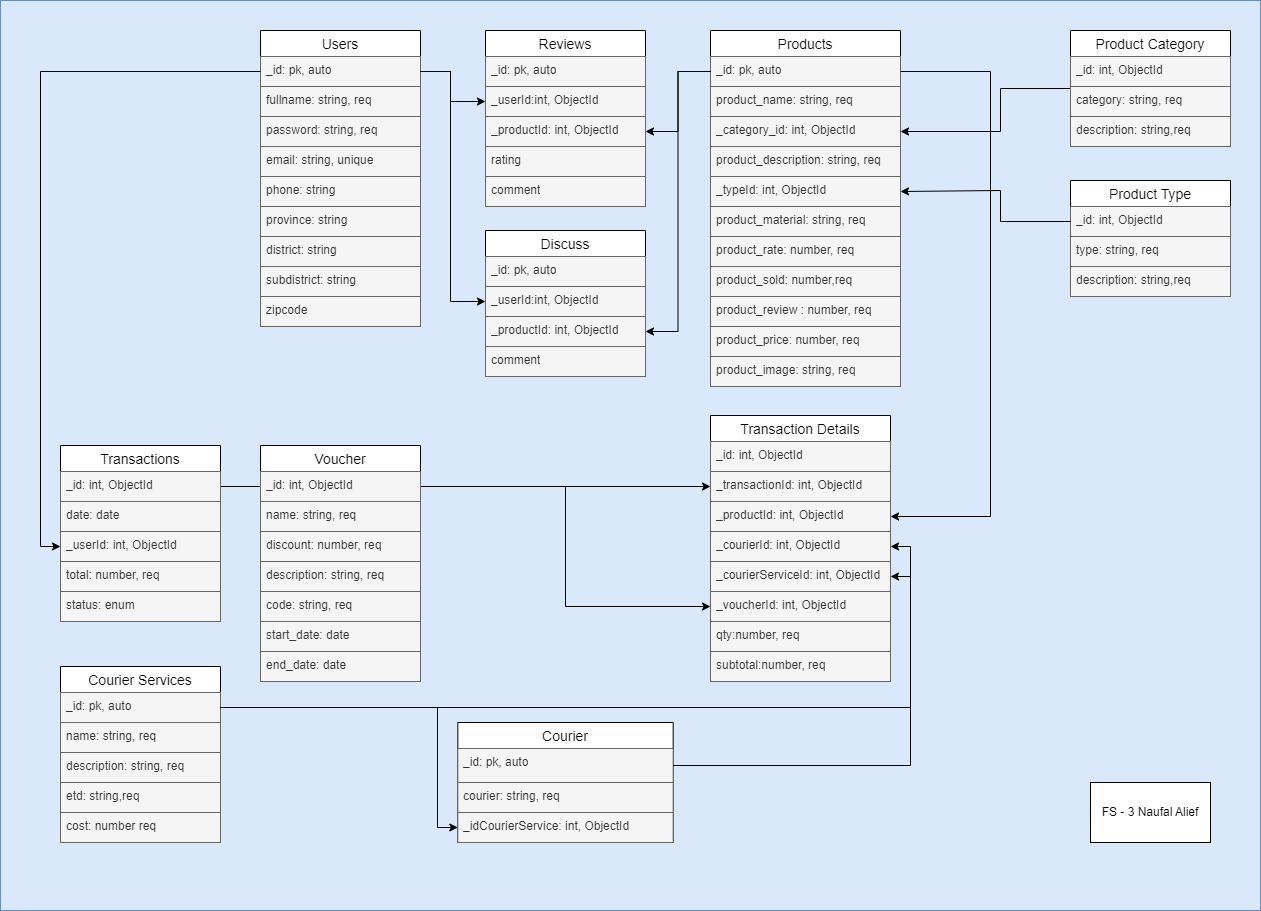 Users
_id: pk, auto
fullname: string, req
password: string, req
email: string, unique
phone: string
province: string
district: string
subdistrict: string
zipcode
Reviews
_id: pk, auto
_userId:int, ObjectId
_productId: int, ObjectId
rating
comment
Discuss
_id: pk, auto
_userId:int, ObjectId
_productId: int, ObjectId
comment
Products
_id: pk, auto
product_name: string, req
_category_id: int, ObjectId
product_description: string, req
_typeId: int, ObjectId
product_material: string, req
product_rate: number, req
product_sold: number,req
product_review : number, req
product_price: number, req
product_image: string, req
Product Category
_id: int, ObjectId
category: string, req
description: string,req
Product Type
_id: int, ObjectId
type: string, req
description: string,req
Transactions
_id: int, ObjectId
date: date
_userId: int, ObjectId
total: number, req
status: enum
Voucher
_id: int, ObjectId
name: string, req
discount: number, req
description: string, req
code: string, req
start_date: date
end_date: date
Transaction Details
_id: int, ObjectId
_transactionId: int, ObjectId
_productId: int, ObjectId
_courierId: int, ObjectId
_courierServiceId: int, ObjectId
_voucherId: int, ObjectId
qty:number, req
subtotal:number, req
Courier Services
_id: pk, auto
name: string, req
description: string, req
etd: string,req
cost: number req
Courier
_id: pk, auto
courier: string, req
_idCourierService: int, ObjectId
FS - 3 Naufal Alief